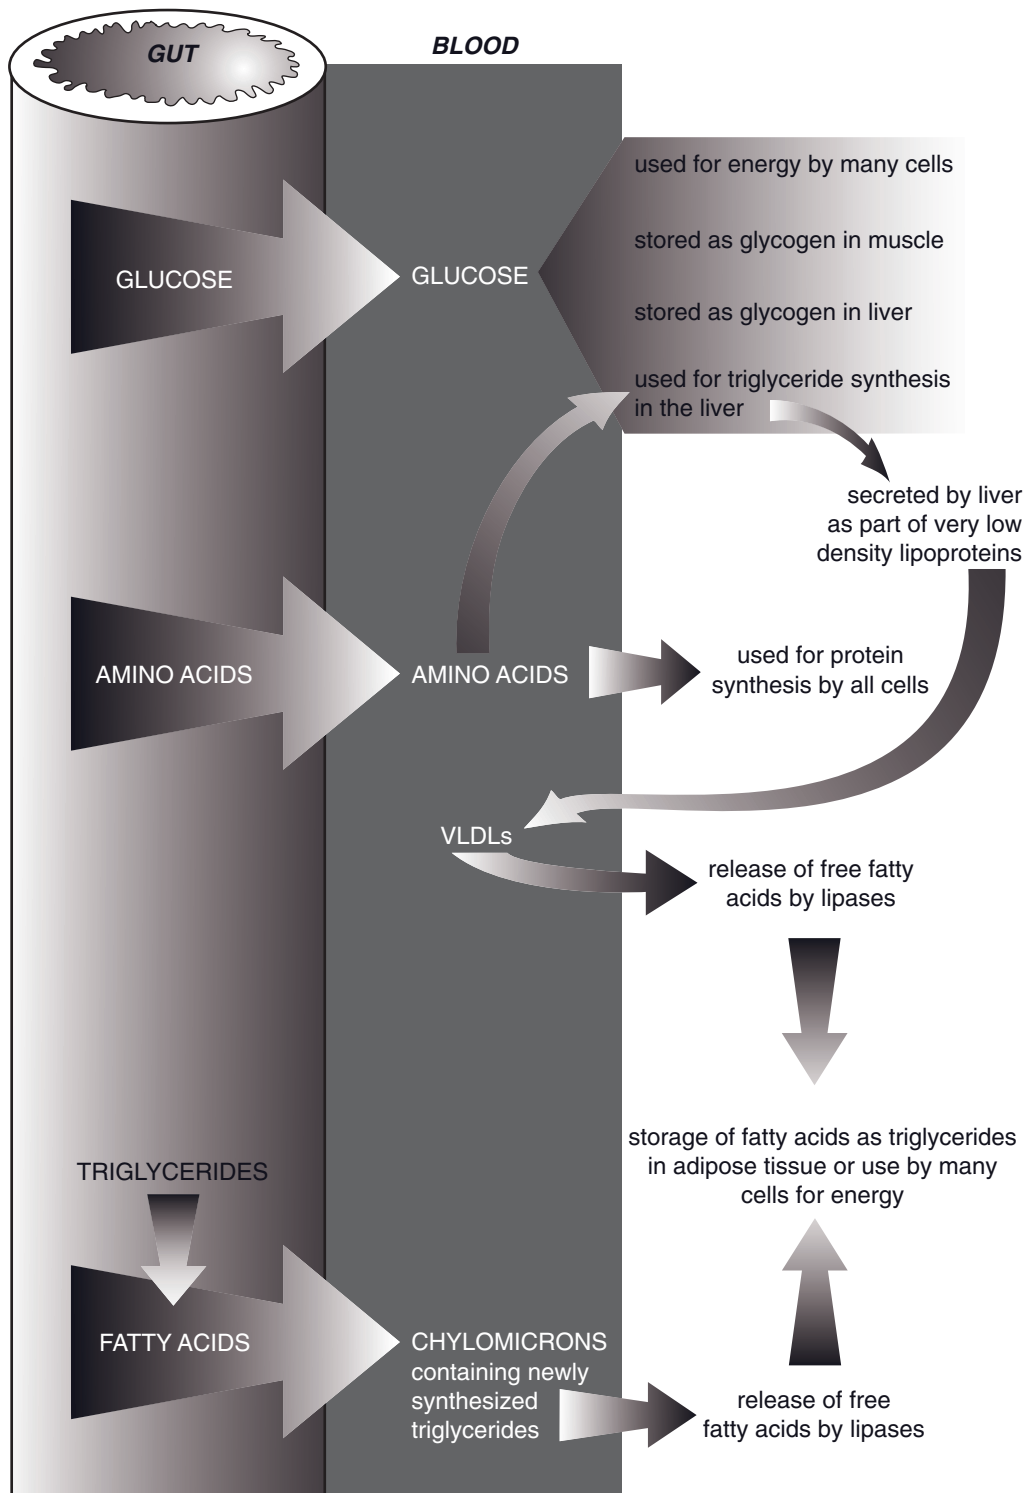 GUT
BLOOD
GLUCOSE
GLUCOSE
used for energy by many cells
stored as glycogen in muscle
stored as glycogen in liver
used for triglyceride synthesis
in the liver
secreted by liver
as part of very low
density lipoproteins
AMINO ACIDS
AMINO ACIDS
used for protein
synthesis by all cells
VLDLs
release of free fatty
acids by lipases
storage of fatty acids as triglycerides
in adipose tissue or use by many
cells for energy
TRIGLYCERIDES
FATTY ACIDS
CHYLOMICRONS
containing newly
synthesized
triglycerides
release of free
fatty acids by lipases